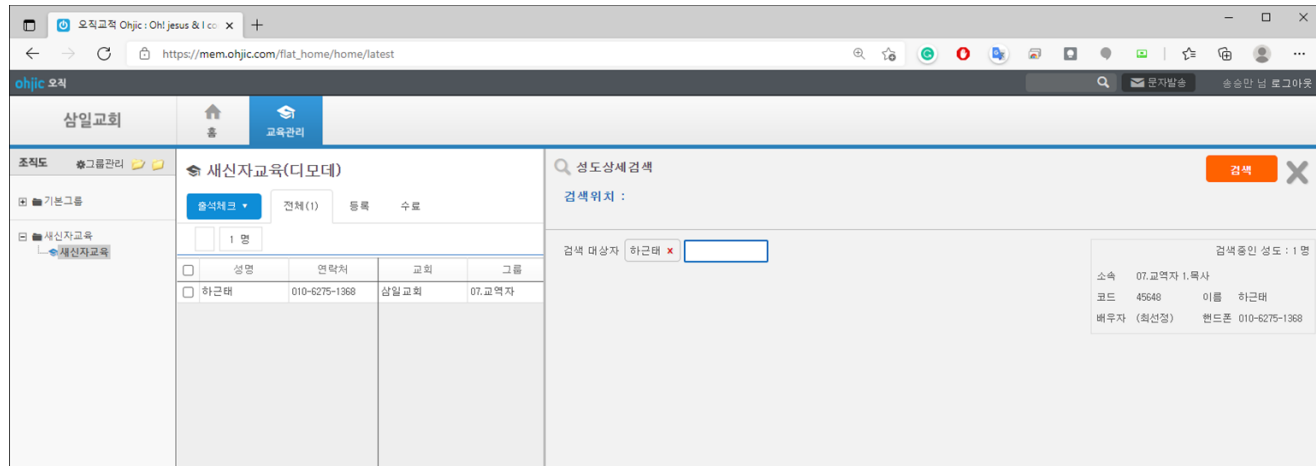 오직교적 Ohjic : Oh! jesus & I co
https://mem.ohjic.com/flat_home/home/latest
ohjic 오직
문자발송
송승만 님 로그아웃
삼일교회
홈
교육관리
조직도
그룹관리
기본그룹
새신자교육
새신자교육
새신자교육(디모데)
출석체크 ▼
전체(1)
등록
수료
1 명
성명 연락처 교회 그룹
하근태 010-6275-1368 삼일교회 07.교역자
성도상세검색
검색
검색위치 :
검색 대상자 하근태 x
검색중인 성도 : 1 명
소속 07.교역자 1.목사
코드 45648 이름 하근태
배우자 (최선정) 핸드폰 010-6275-1368